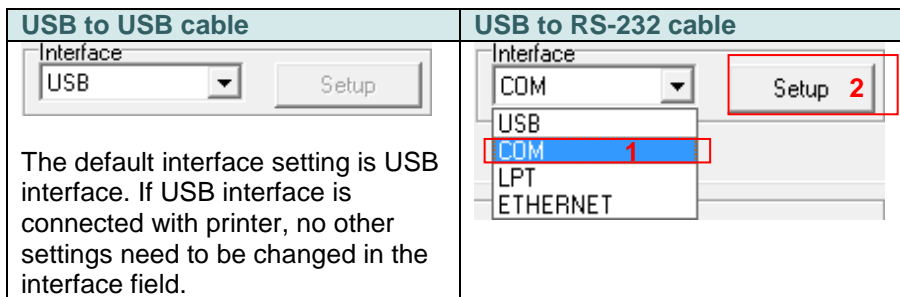 USB to USB cable
Interface
USB
Setup
The default interface setting is USB
interface. If USB interface is
connected with printer, no other
settings need to be changed in the
interface field.
USB to RS-232 cable
Interface
COM
Setup 2
USB
COM 1
LPT
ETHERNET